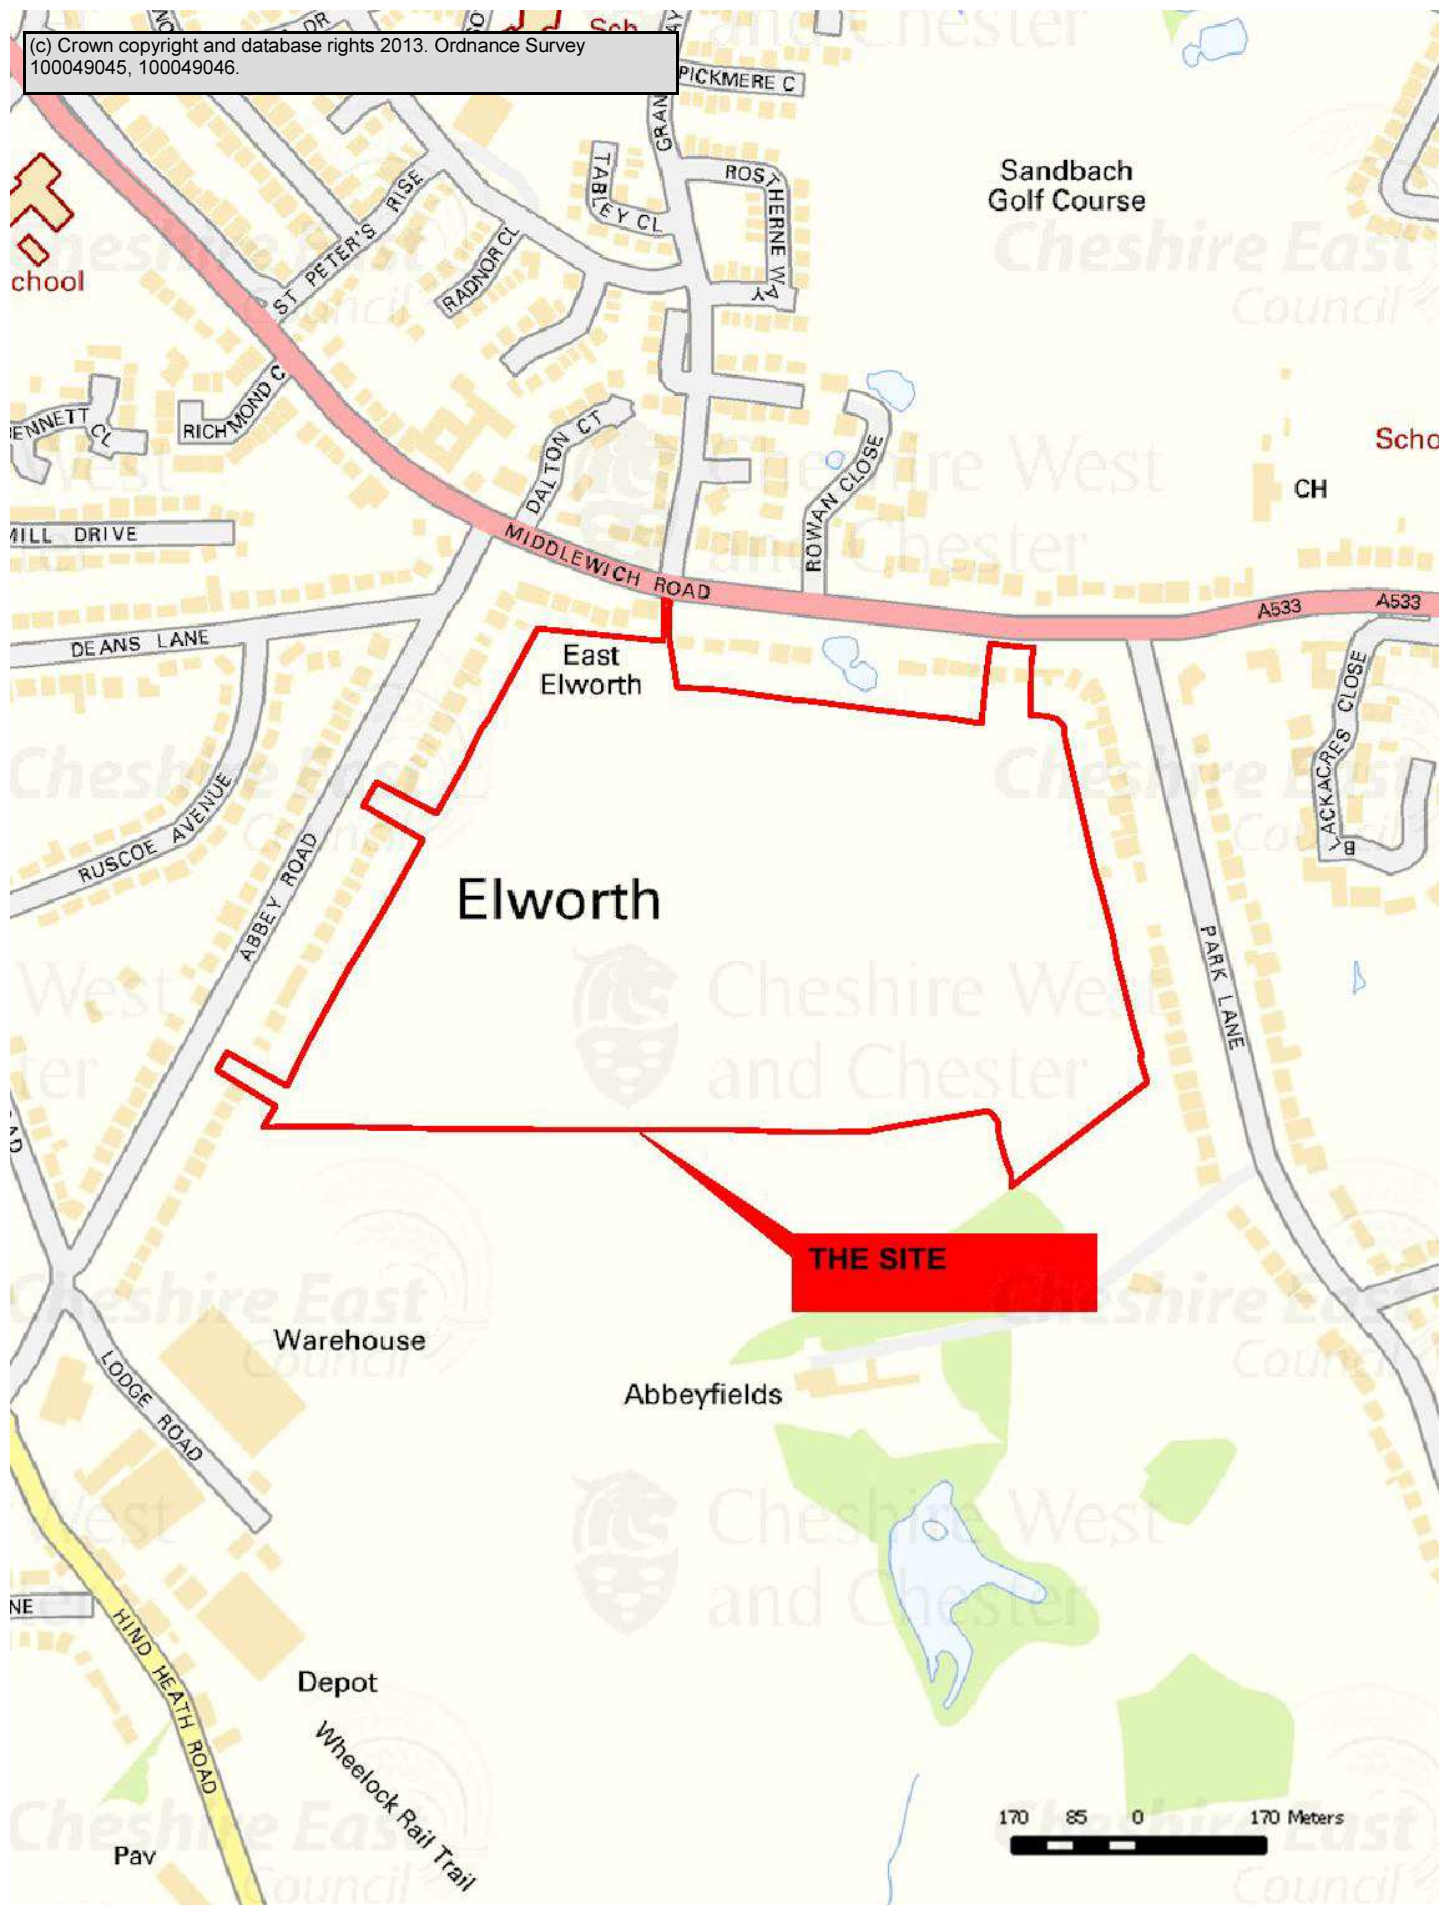 (c) Crown copyright and database rights 2013. Ordnance Survey
100049045, 100049046.
DR
Sch
PICKMERE C
GRAN
TABLEY CL
ROSTHERNE WAY
Sandbach
Golf Course
ST PETER'S RISE
RADNOR CL
chool
RICHMOND C
ENNETT CL
DALTON CT
ROWAN CLOSE
Scho
CH
MILL DRIVE
MIDDLEWICH ROAD
A533
A533
DEANS LANE
East
Elworth
BLACKACRES CLOSE
RUSCOE AVENUE
ABBEY ROAD
Elworth
PARK LANE
THE SITE
Warehouse
LODGE ROAD
Abbeyfields
NE
HIND HEATH ROAD
Depot
Wheelock Rail Trail
Pav
170 85 0 170 Meters
Cheshire East
Council
Cheshire West
and Chester